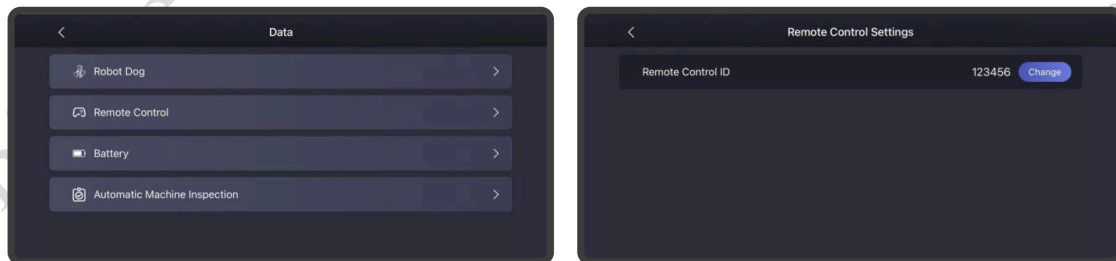 Data
Robot Dog
Remote Control
Battery
Automatic Machine Inspection
Remote Control Settings
Remote Control ID 123456 Change